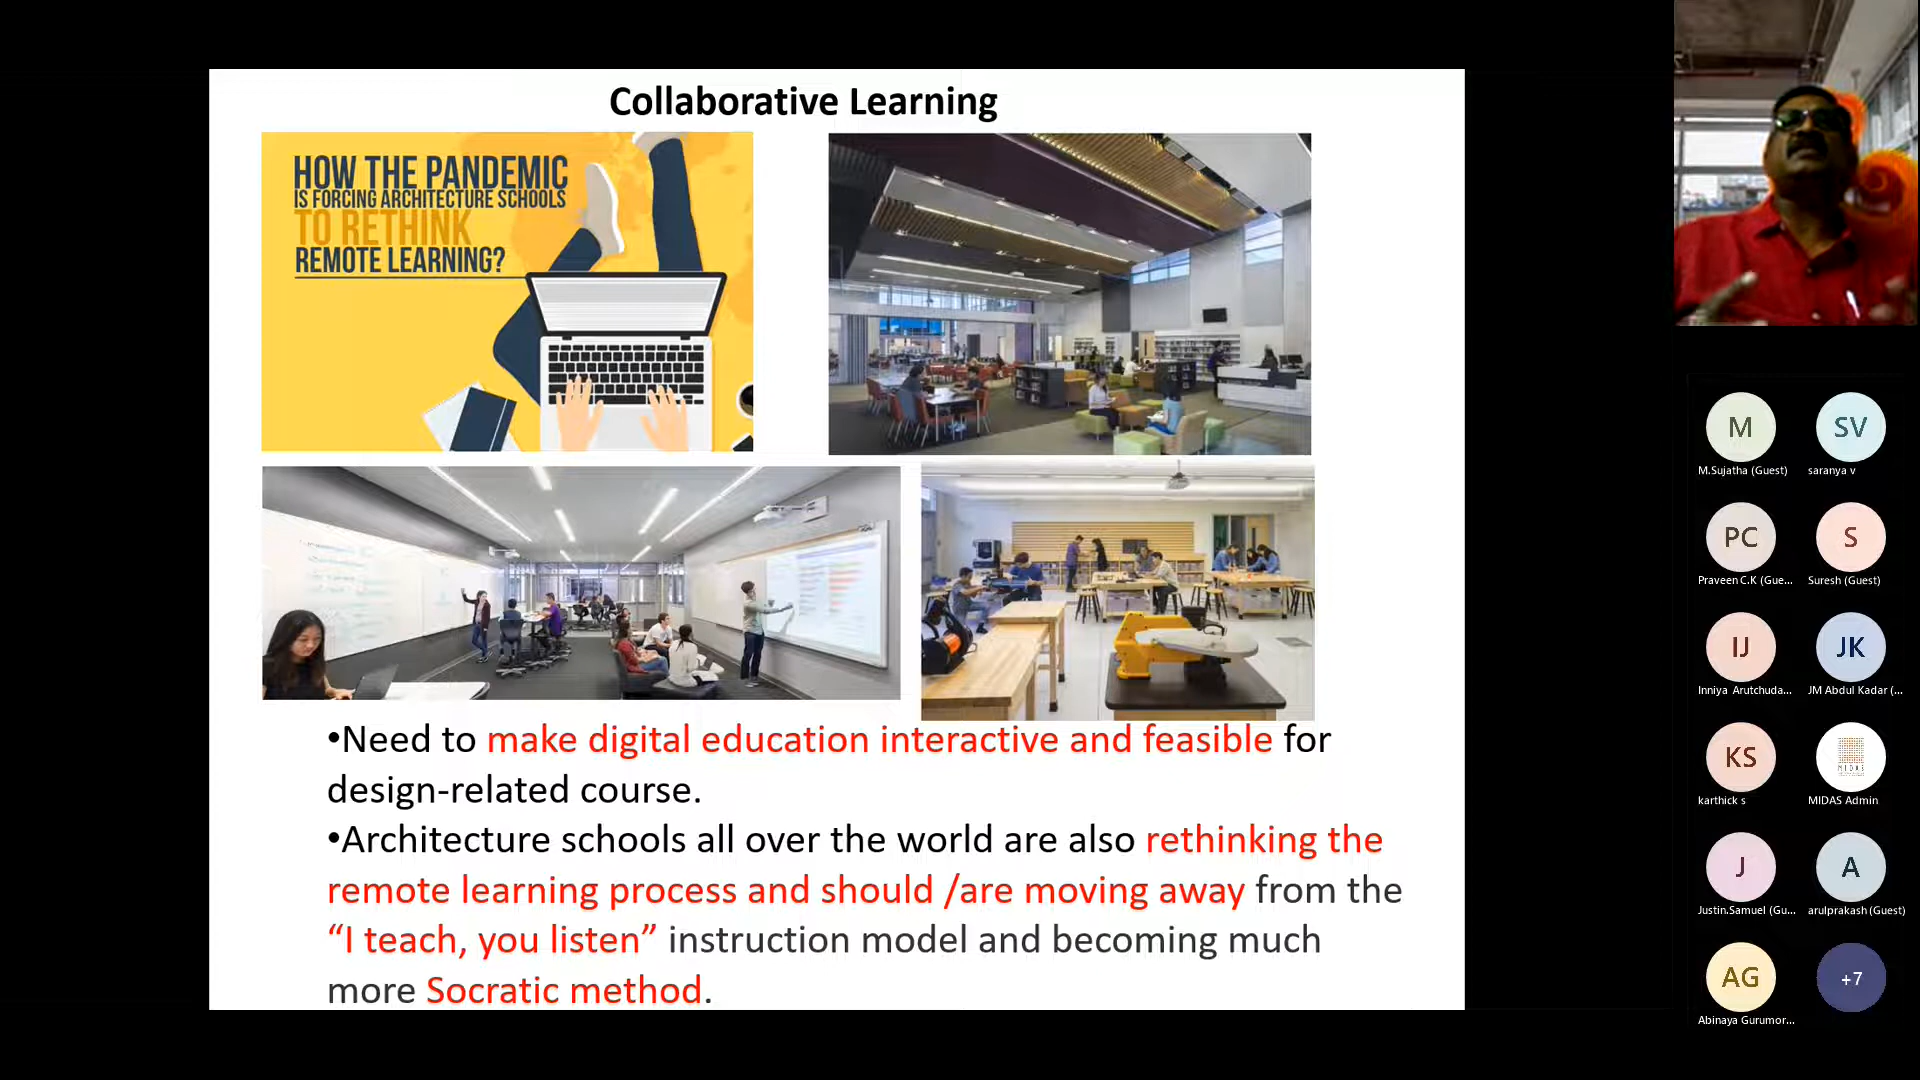 Collaborative Learning
HOW THE PANDEMIC
IS FORCING ARCHITECTURE SCHOOLS
TO RETHINK
REMOTE LEARNING?
•Need to make digital education interactive and feasible for
design-related course.
•Architecture schools all over the world are also rethinking the
remote learning process and should /are moving away from the
“I teach, you listen” instruction model and becoming much
more Socratic method.
M
SV
M.Sujatha (Guest)
saranya v
PC
S
Praveen C.K (Gue...
Suresh (Guest)
IJ
JK
Inniya Arutchuda...
JM Abdul Kadar (...
KS
MIDAS
karthick s
MIDAS Admin
J
A
Justin.Samuel (Gu...
arulprakash (Guest)
AG
+7
Abinaya Gurumor...